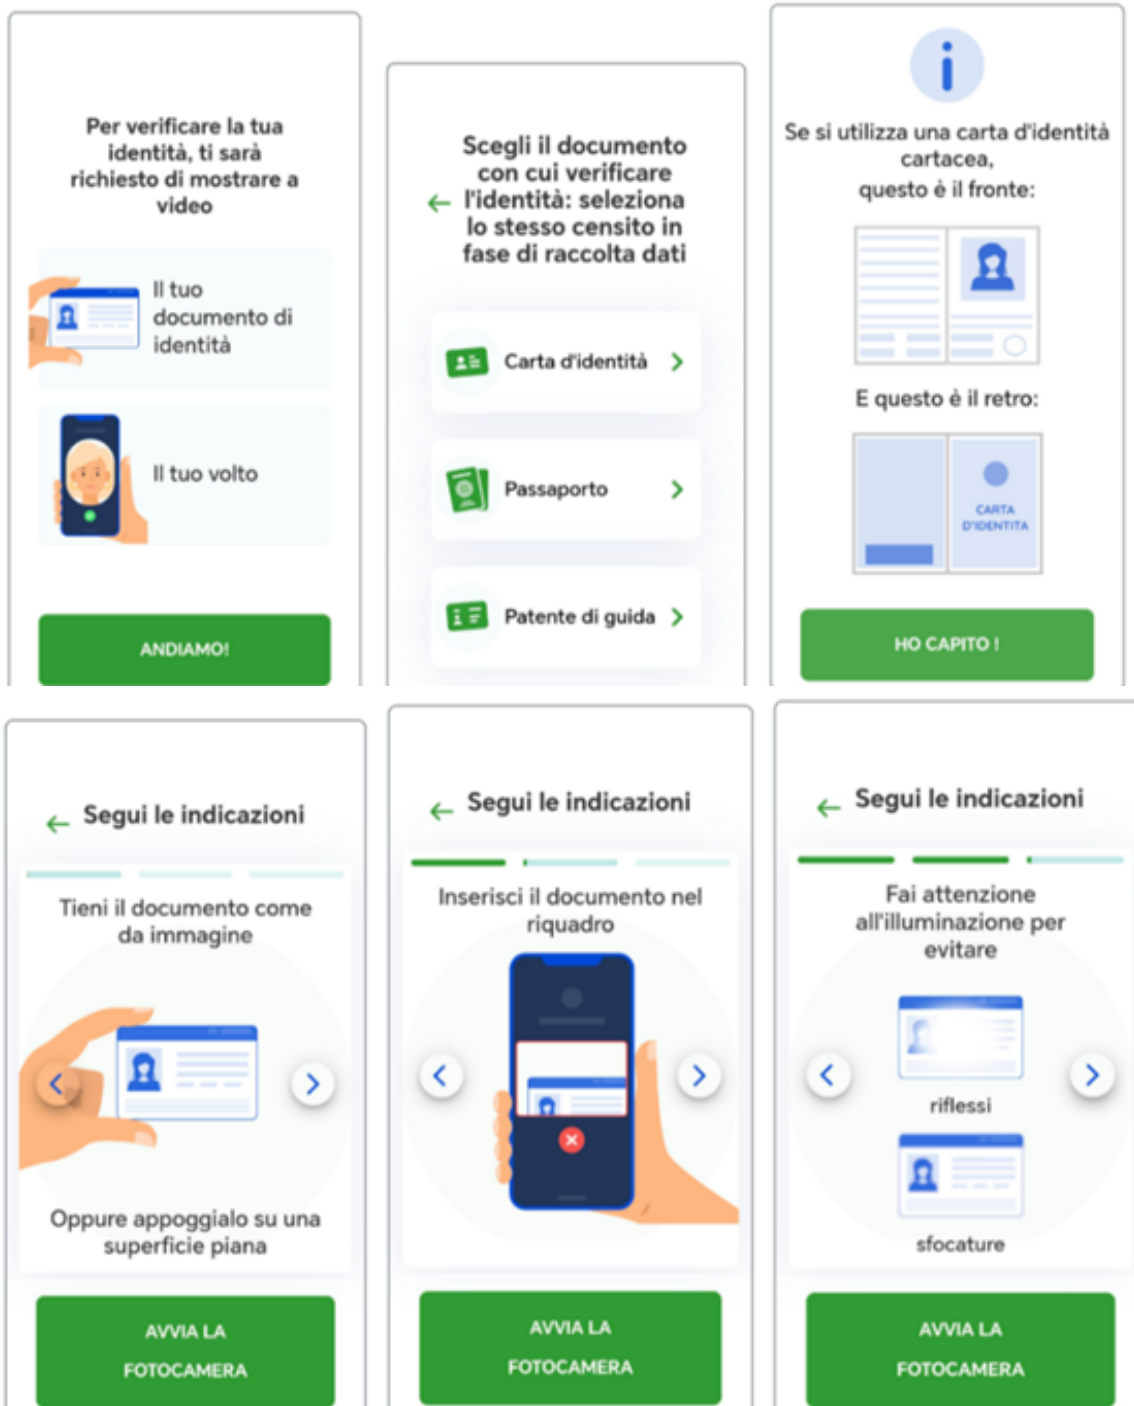 Per verificare la tua
identità, ti sarà
richiesto di mostrare a
video
Il tuo
documento di
identità
Il tuo volto
ANDIAMO!
Scegli il documento
con cui verificare
l'identità: seleziona
lo stesso censito in
fase di raccolta dati
Carta d'identità
Passaporto
Patente di guida
Se si utilizza una carta d'identità
cartacea,
questo è il fronte:
E questo è il retro:
CARTA
D'IDENTITA
HO CAPITO !
Segui le indicazioni
Tieni il documento come
da immagine
Oppure appoggialo su una
superficie piana
AVVIA LA
FOTOCAMERA
Segui le indicazioni
Inserisci il documento nel
riquadro
AVVIA LA
FOTOCAMERA
Segui le indicazioni
Fai attenzione
all'illuminazione per
evitare
riflessi
sfocature
AVVIA LA
FOTOCAMERA